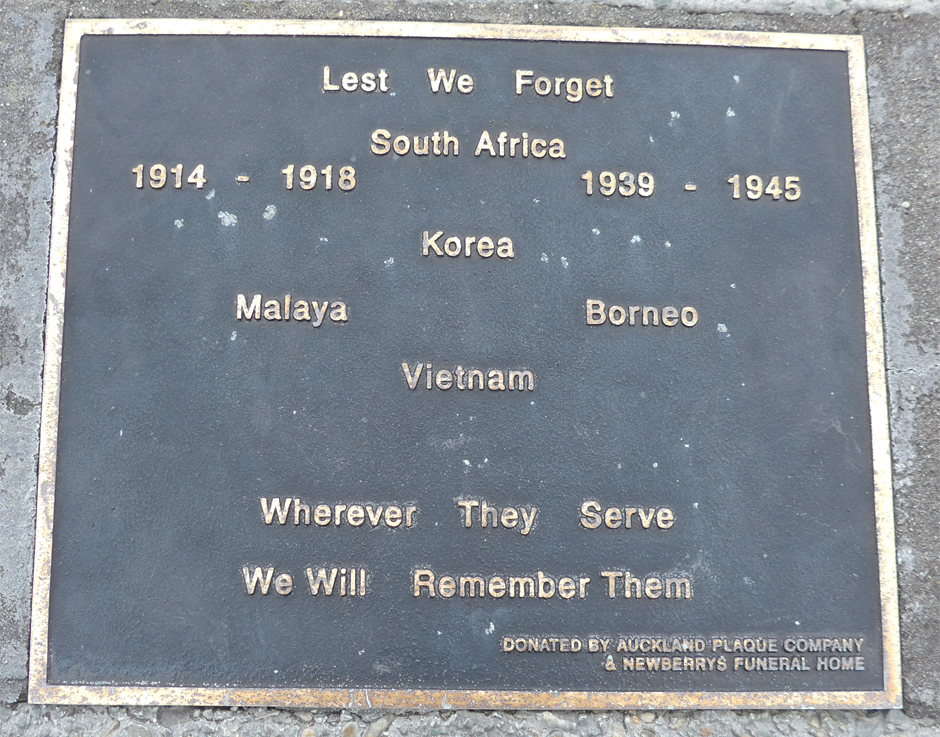 Lest We Forget
South Africa
1914 - 1918 1939 - 1945
Korea
Malaya Borneo
Vietnam
Wherever They Serve
We Will Remember Them
DONATED BY AUCKLAND PLAQUE COMPANY
& NEWBERRYS FUNERAL HOME